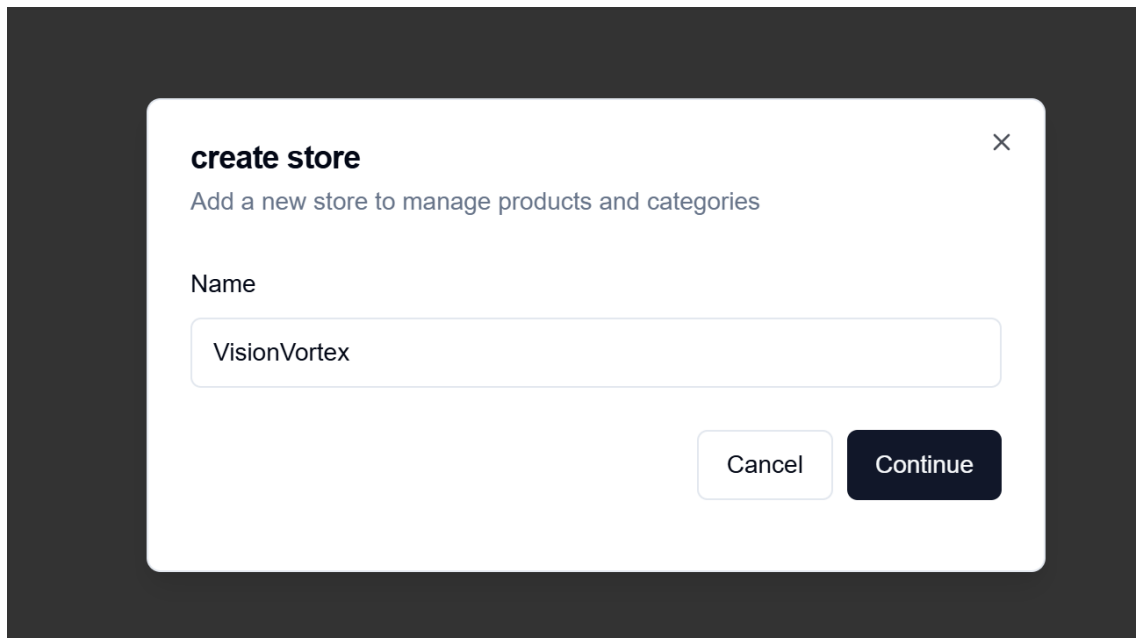 create store
Add a new store to manage products and categories
Name
VisionVortex
Cancel
Continue